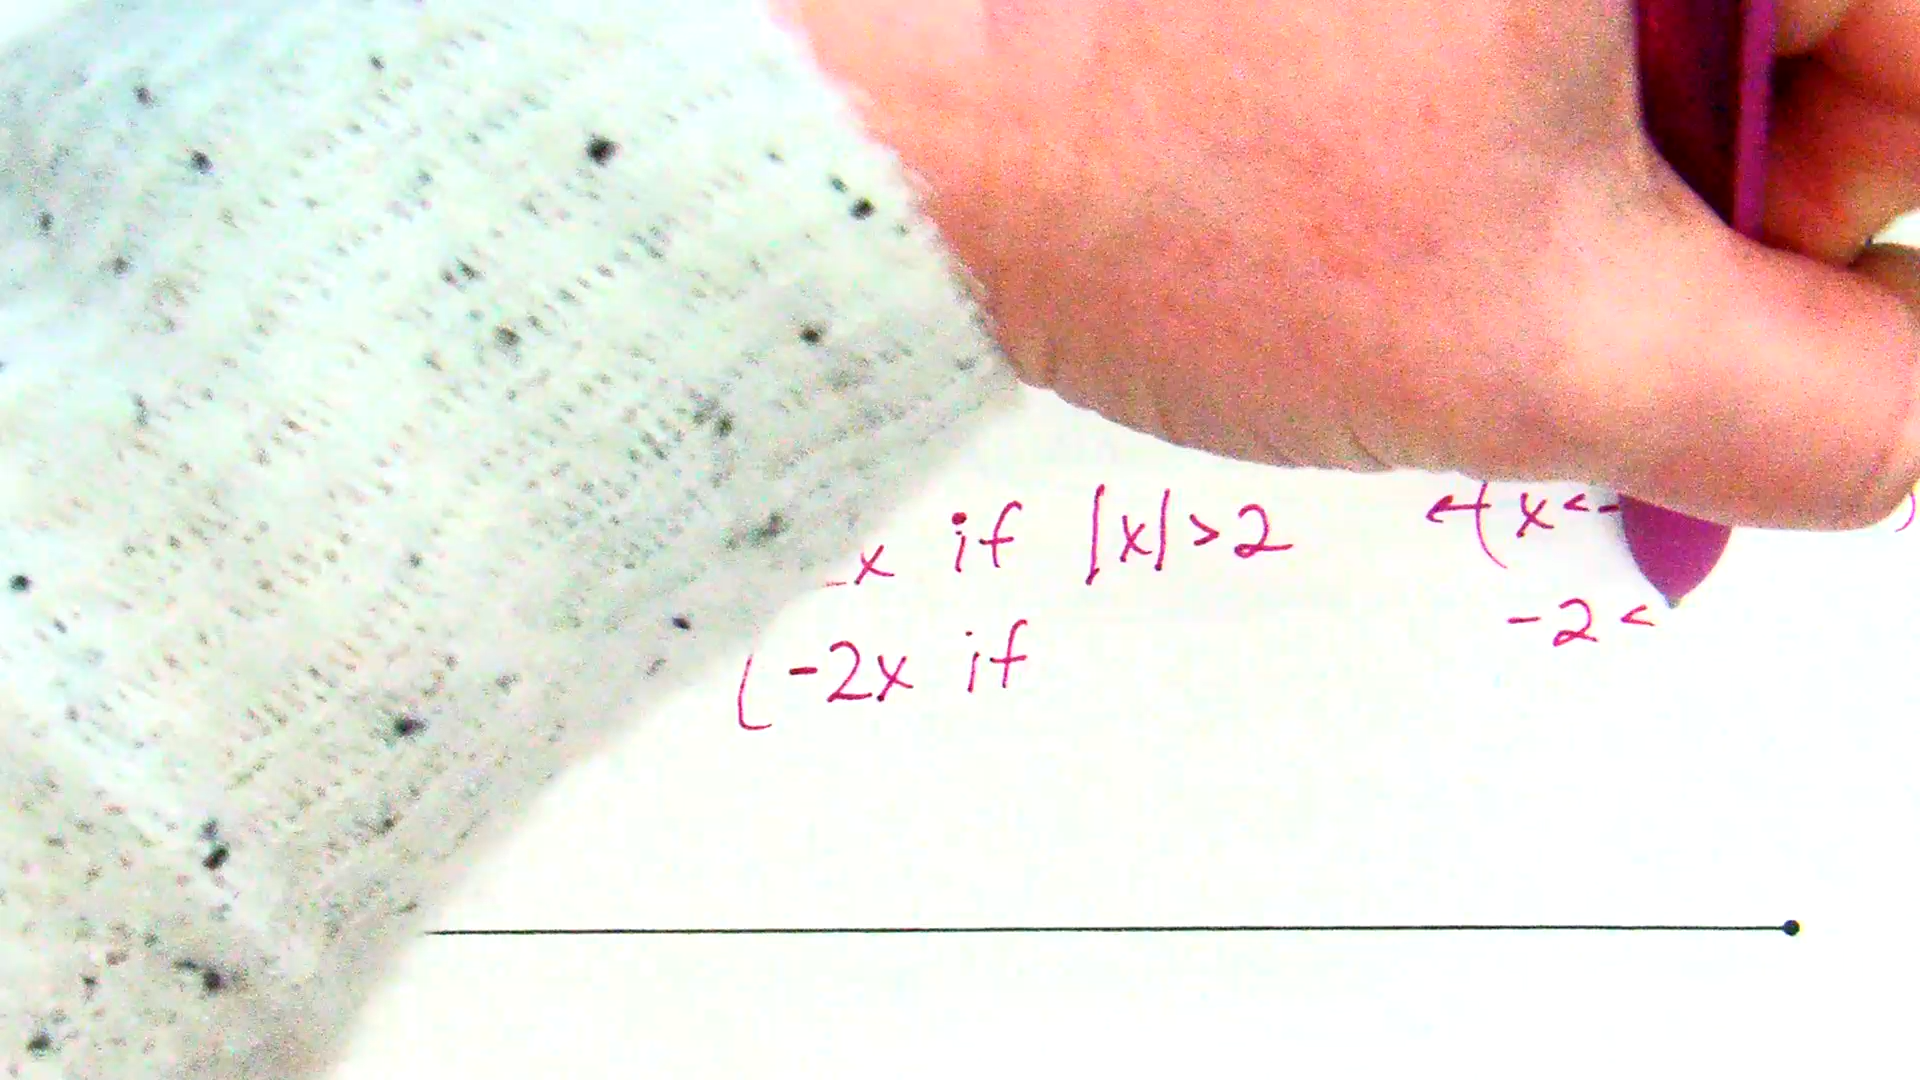 x if |x|>2 ←(x<-
-2x if -2<